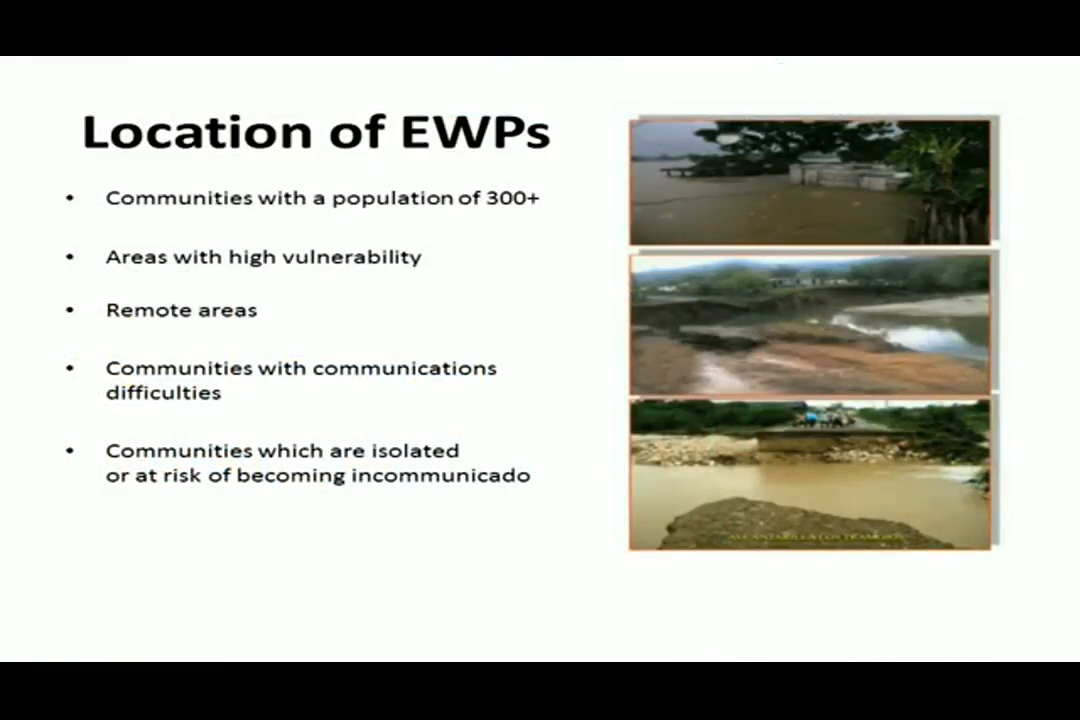 Location of EWPs
• Communities with a population of 300+
• Areas with high vulnerability
• Remote areas
• Communities with communications
difficulties
• Communities which are isolated
or at risk of becoming incommunicado